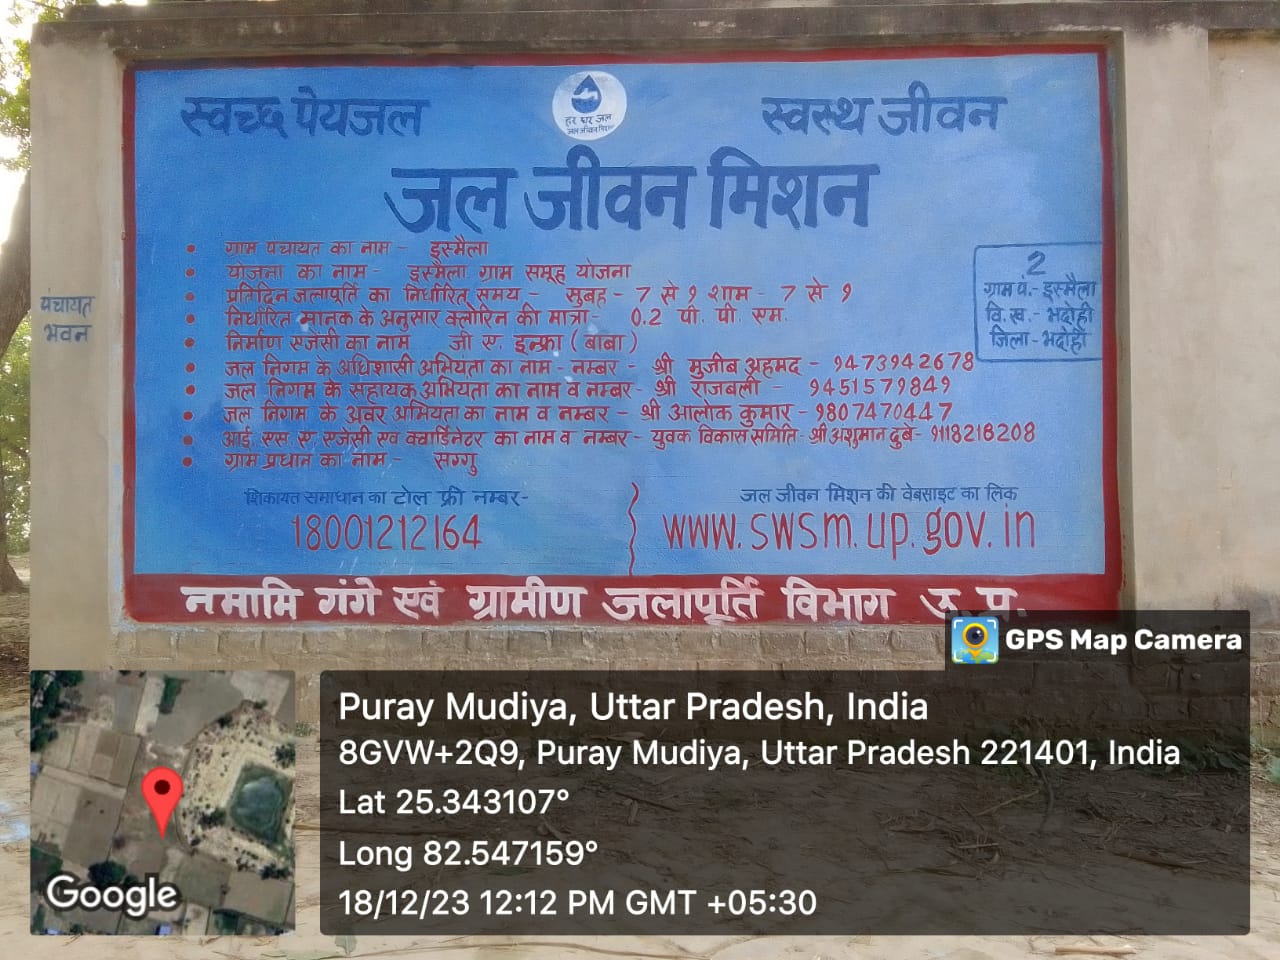 स्वच्छ पेयजल
हर घर जल
जल जीवन मिशन
स्वस्थ जीवन
जल जीवन मिशन
• ग्राम पंचायत का नाम - इस्मैला
• योजना का नाम - इस्मैला ग्राम समूह योजना
• प्रतिदिन जलापूर्ति का निर्धारित समय - सुबह - 7 से 9 शाम - 7 से 9
• निर्धारित मानक के अनुसार क्लोरिन की मात्रा - 0.2 पी. पी. एम.
• निर्माण एजेंसी का नाम जी ए. इन्फ्रा (बाबा)
• जल निगम के अधिशासी अभियंता का नाम - नम्बर - श्री मुजीब अहमद - 9473942678
• जल निगम के सहायक अभियंता का नाम व नम्बर - श्री राजबली - 9451579849
• जल निगम के अवर अभियंता का नाम व नम्बर - श्री आलोक कुमार - 9807470447
• आई. एस. ए. एजेंसी एवं क्वार्डिनेटर का नाम व नम्बर - युवक विकास समिति - श्री अंशुमान दुबे - 9118218208
• ग्राम प्रधान का नाम - सग्गु
2
ग्राम पं. - इस्मैला
वि. ख. - भदोही
जिला - भदोही
पंचायत
भवन
शिकायत समाधान का टोल फ्री नम्बर -
18001212164
जल जीवन मिशन की वेबसाइट का लिंक
www.swsm.up.gov.in
नमामि गंगे एवं ग्रामीण जलापूर्ति विभाग उ. प्र.
GPS Map Camera
Puray Mudiya, Uttar Pradesh, India
8GVW+2Q9, Puray Mudiya, Uttar Pradesh 221401, India
Lat 25.343107°
Long 82.547159°
18/12/23 12:12 PM GMT +05:30
Google